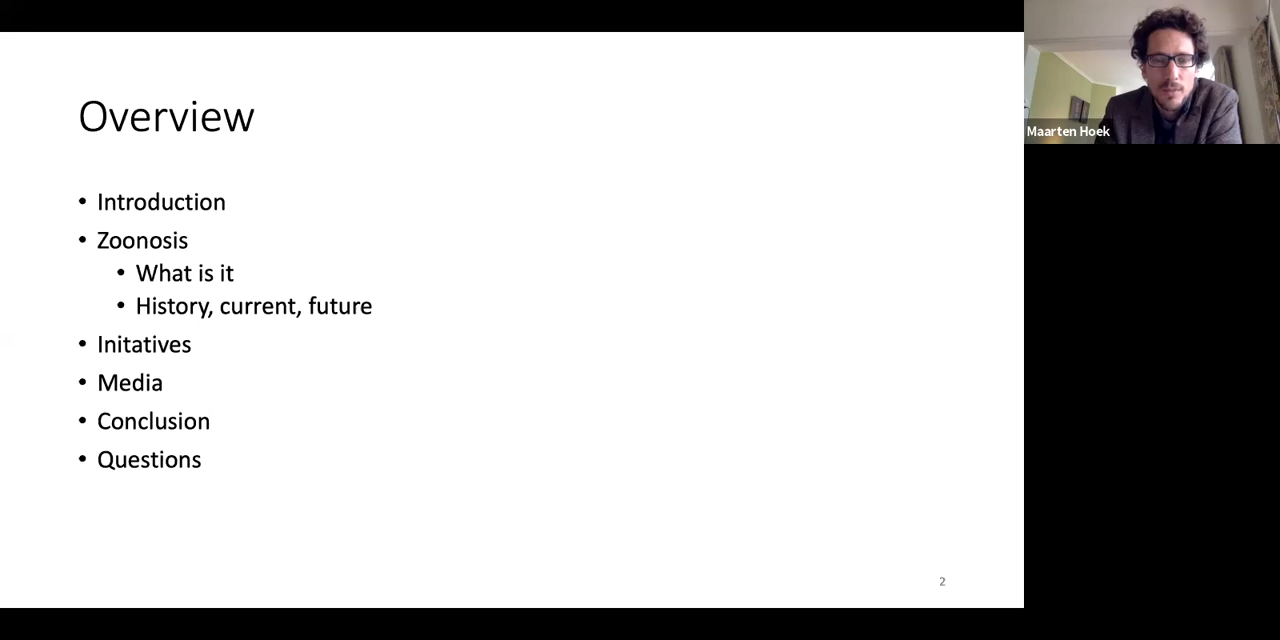 Overview
• Introduction
• Zoonosis
• What is it
• History, current, future
• Initatives
• Media
• Conclusion
• Questions
2
Maarten Hoek